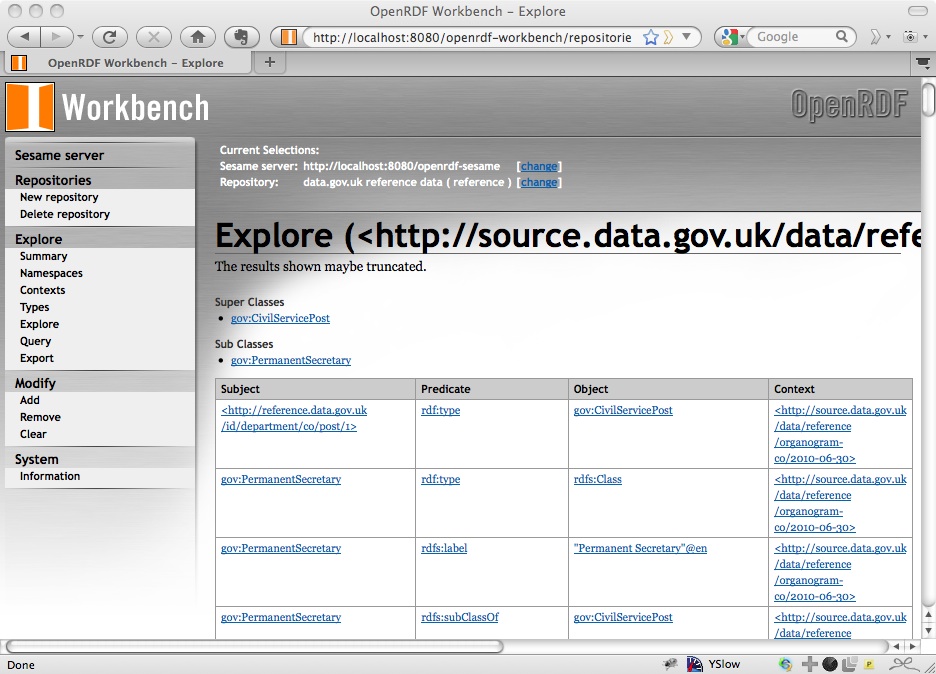 OpenRDF Workbench – Explore
http://localhost:8080/openrdf-workbench/repositorie
Google
OpenRDF Workbench – Explore
+
Workbench
OpenRDF
Sesame server
Repositories
New repository
Delete repository
Explore
Summary
Namespaces
Contexts
Types
Explore
Query
Export
Modify
Add
Remove
Clear
System
Information
Current Selections:
Sesame server: http://localhost:8080/openrdf-sesame [change]
Repository: data.gov.uk reference data ( reference ) [change]
Explore (<http://source.data.gov.uk/data/refe
The results shown maybe truncated.
Super Classes
• gov:CivilServicePost
Sub Classes
• gov:PermanentSecretary
Subject Predicate Object Context
<http://reference.data.gov.uk rdf:type gov:CivilServicePost <http://source.data.gov.uk
/id/department/co/post/1> /data/reference
/organogram-
co/2010-06-30>
gov:PermanentSecretary rdf:type rdfs:Class <http://source.data.gov.uk
/data/reference
/organogram-
co/2010-06-30>
gov:PermanentSecretary rdfs:label "Permanent Secretary"@en <http://source.data.gov.uk
/data/reference
/organogram-
co/2010-06-30>
gov:PermanentSecretary rdfs:subClassOf gov:CivilServicePost <http://source.data.gov.uk
/data/reference
Done
YSlow